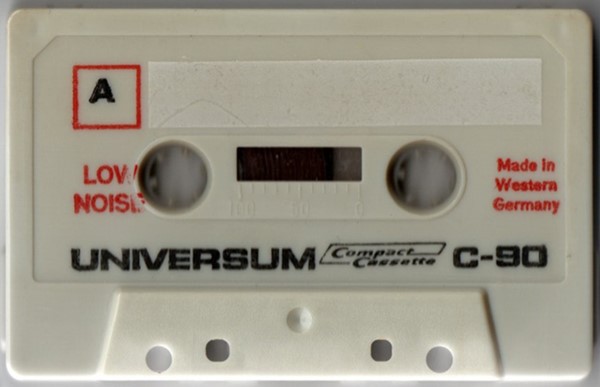 A
LOW
NOISE
100 50 0
Made in
Western
Germany
UNIVERSUM Compact Cassette C-90